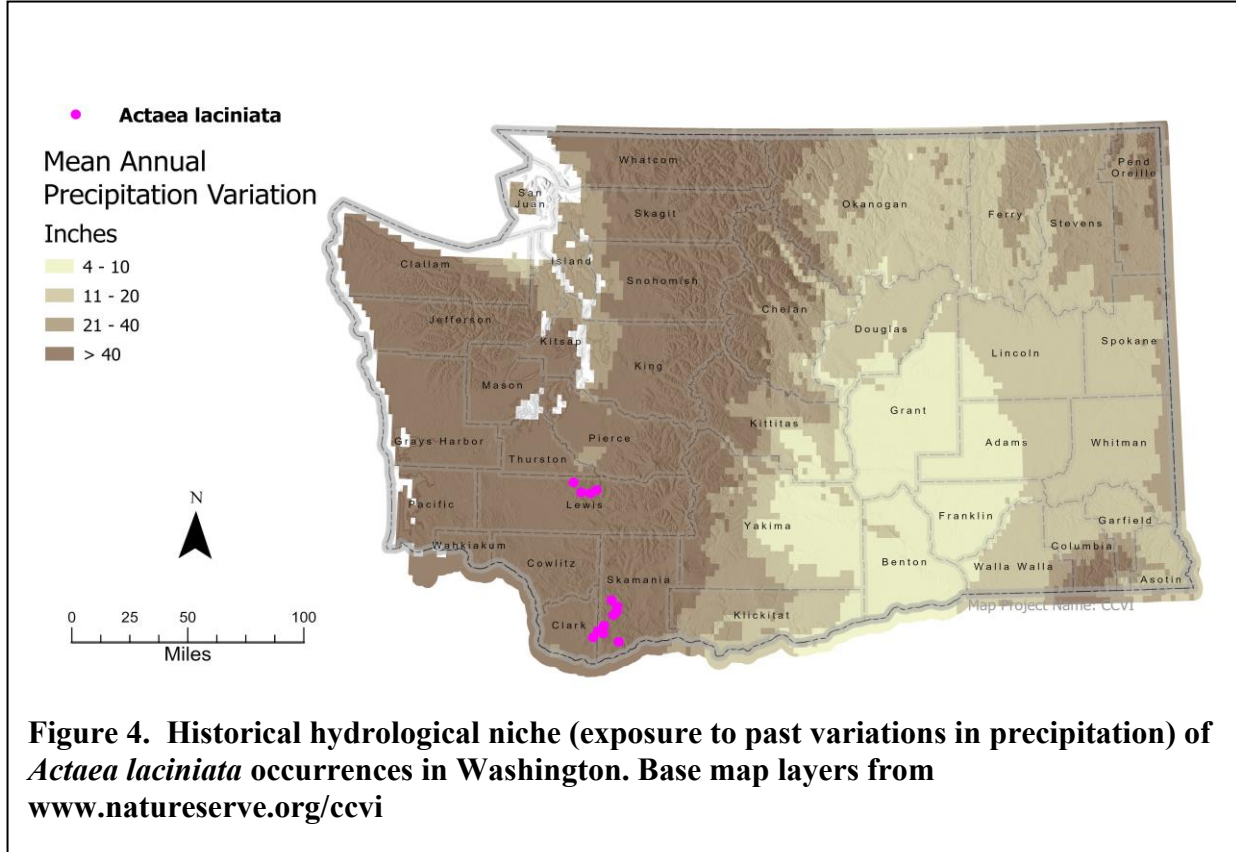 Actaea laciniata
Mean Annual
Precipitation Variation
Inches
4 - 10
11 - 20
21 - 40
> 40
N
0 25 50 100
Miles
Whatcom
Pend
Oreille
San
Juan
Okanogan
Ferry
Stevens
Skagit
Clallam
Island
Snohomish
Chelan
Jefferson
Douglas
Kitsap
Lincoln
Spokane
King
Mason
Grant
Kittitas
Grays Harbor
Pierce
Adams
Whitman
Thurston
Pacific
Lewis
Yakima
Franklin
Garfield
Wahkiakum
Columbia
Cowlitz
Benton
Walla Walla
Skamania
Asotin
Map Project Name: CCVI
Clark
Klickitat
Figure 4. Historical hydrological niche (exposure to past variations in precipitation) of
Actaea laciniata occurrences in Washington. Base map layers from
www.natureserve.org/ccvi